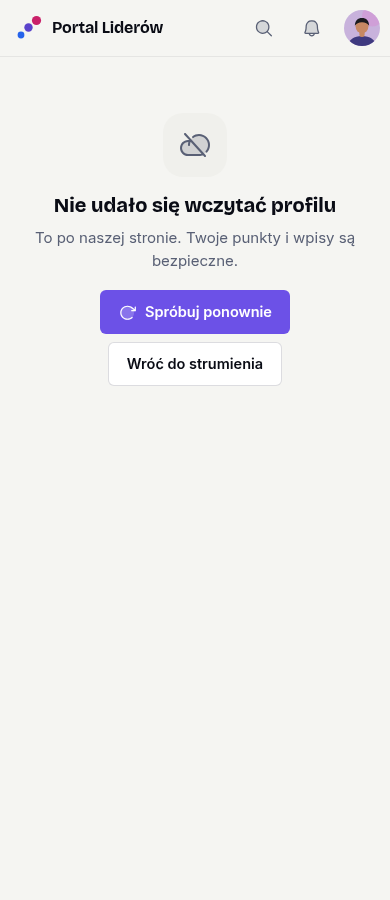 Portal Liderów
Nie udało się wczytać profilu
To po naszej stronie. Twoje punkty i wpisy są
bezpieczne.
Spróbuj ponownie
Wróć do strumienia